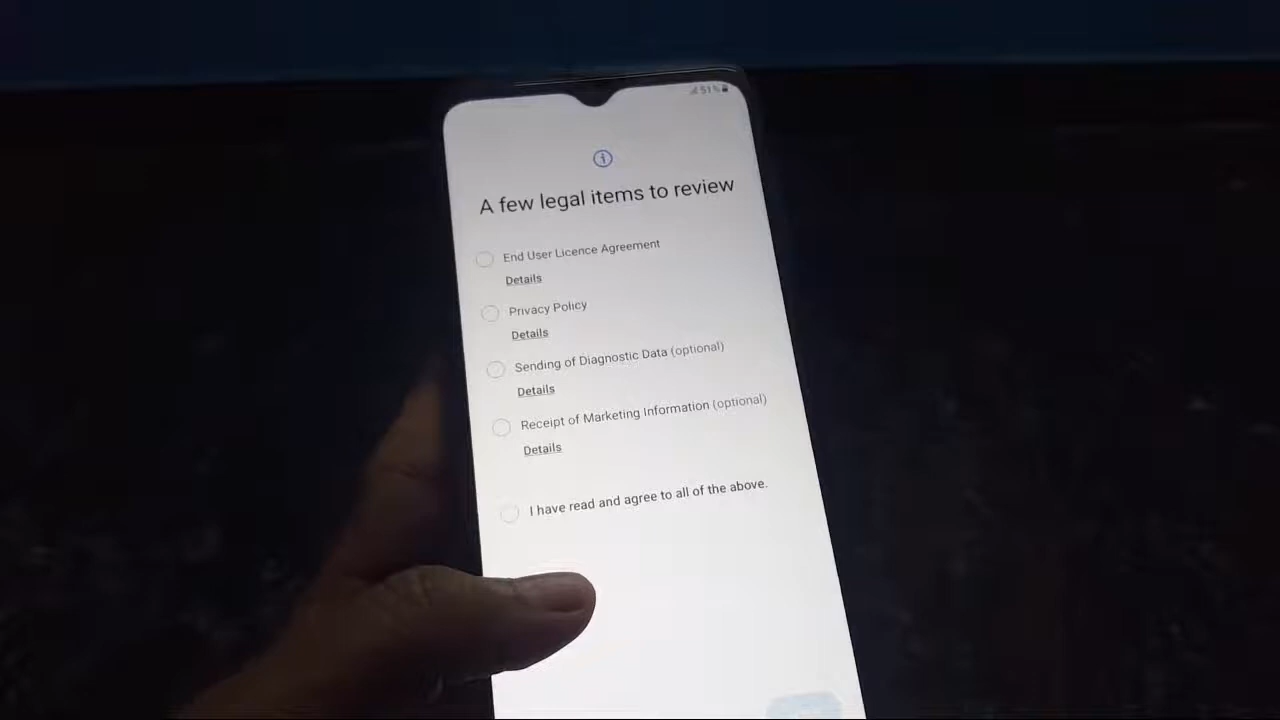 51%
A few legal items to review
End User Licence Agreement
Details
Privacy Policy
Details
Sending of Diagnostic Data (optional)
Details
Receipt of Marketing Information (optional)
Details
I have read and agree to all of the above.